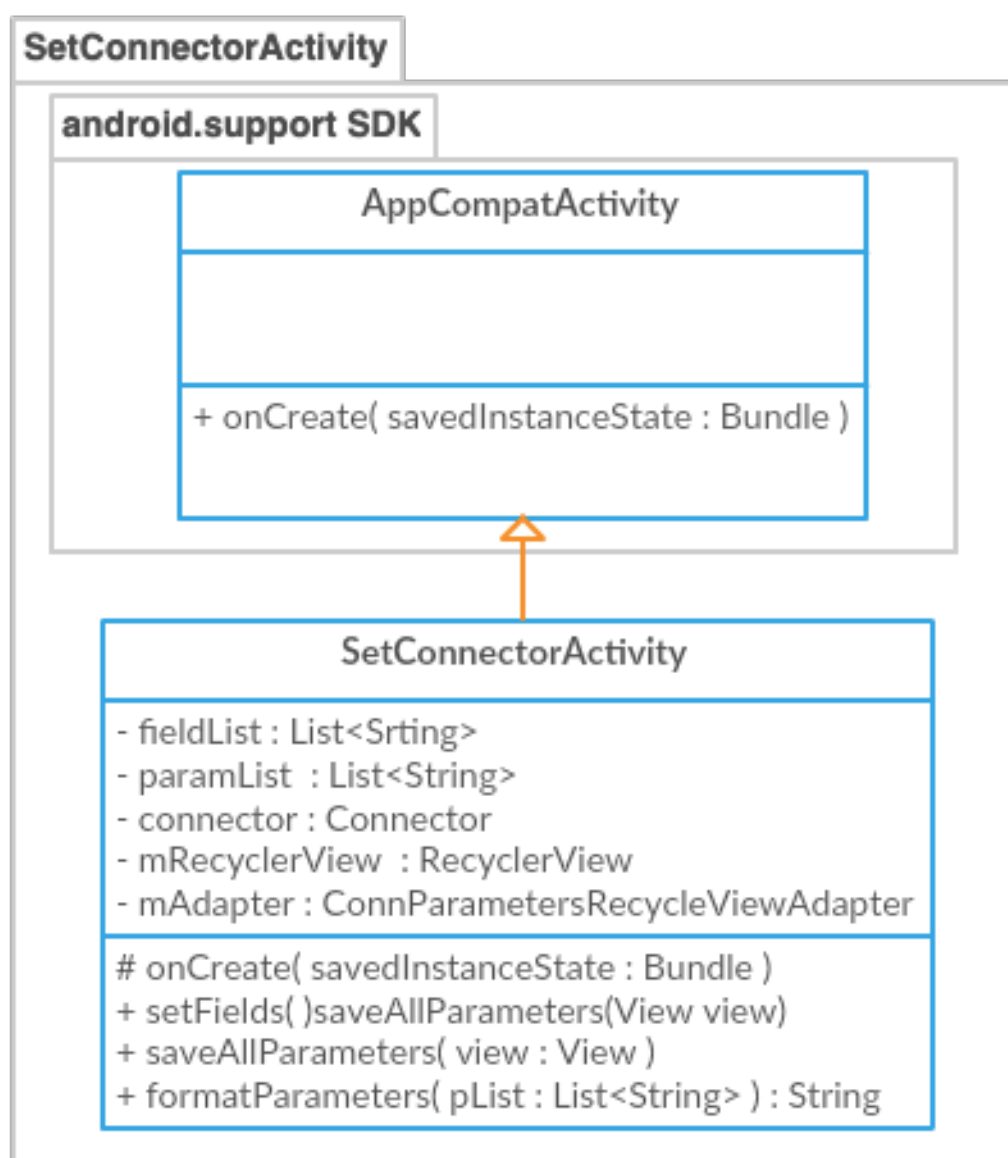 SetConnectorActivity
android.support SDK
AppCompatActivity
+ onCreate( savedInstanceState : Bundle )
SetConnectorActivity
- fieldList : List<Srting>
- paramList  : List<String>
- connector : Connector
- mRecyclerView  : RecyclerView
- mAdapter : ConnParametersRecycleViewAdapter
# onCreate( savedInstanceState : Bundle )
+ setFields( )saveAllParameters(View view)
+ saveAllParameters( view : View )
+ formatParameters( pList : List<String> ) : String